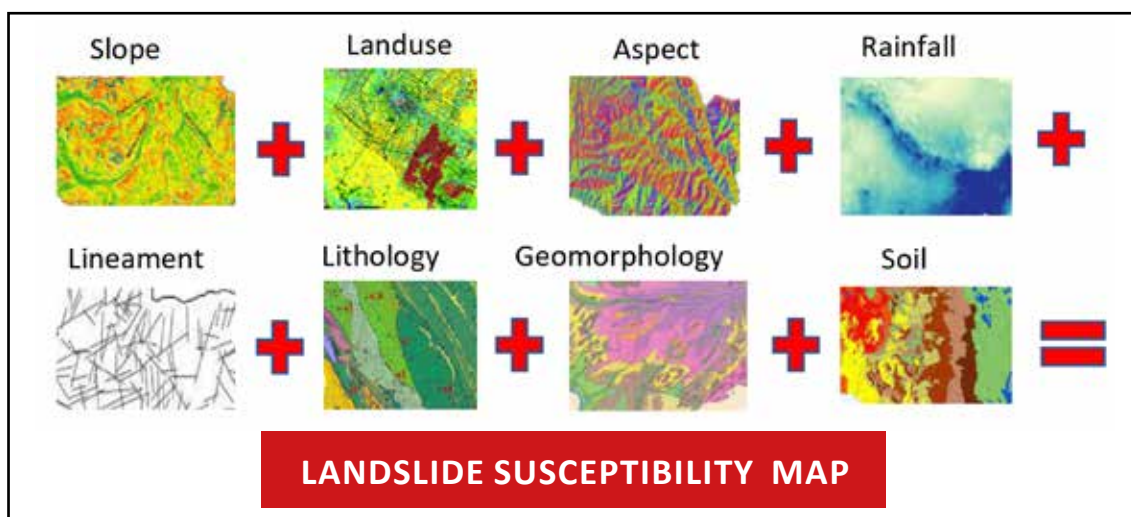 Slope Landuse Aspect Rainfall
Lineament Lithology Geomorphology Soil
LANDSLIDE SUSCEPTIBILITY MAP